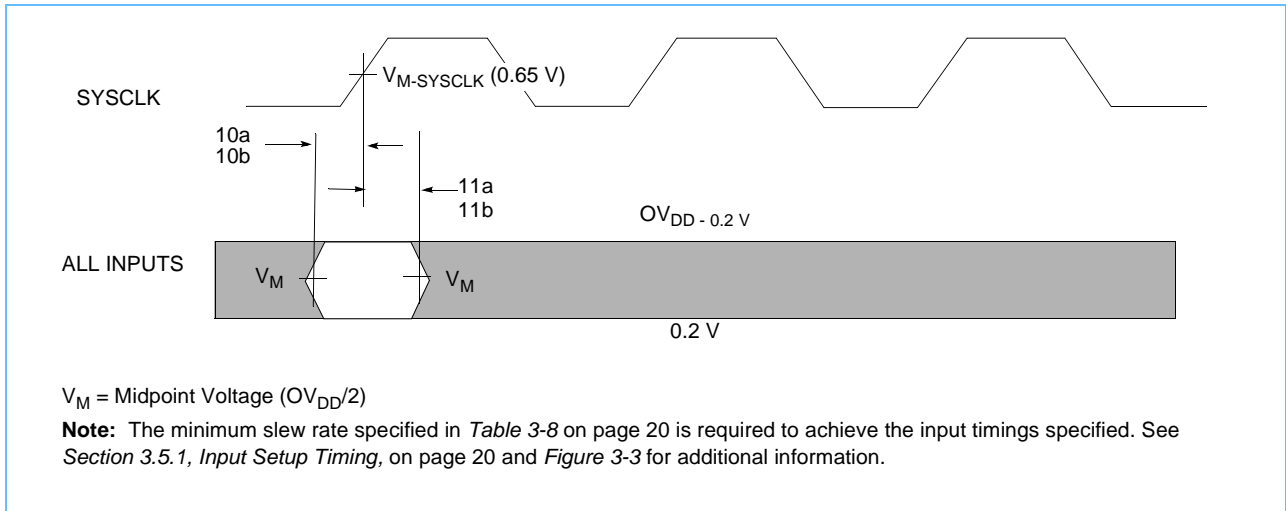 V_M-SYSCLK (0.65 V)
SYSCLK
10a
10b
11a
11b
OV_DD - 0.2 V
ALL INPUTS
V_M
V_M
0.2 V
V_M = Midpoint Voltage (OV_DD/2)
Note: The minimum slew rate specified in Table 3-8 on page 20 is required to achieve the input timings specified. See
Section 3.5.1, Input Setup Timing, on page 20 and Figure 3-3 for additional information.